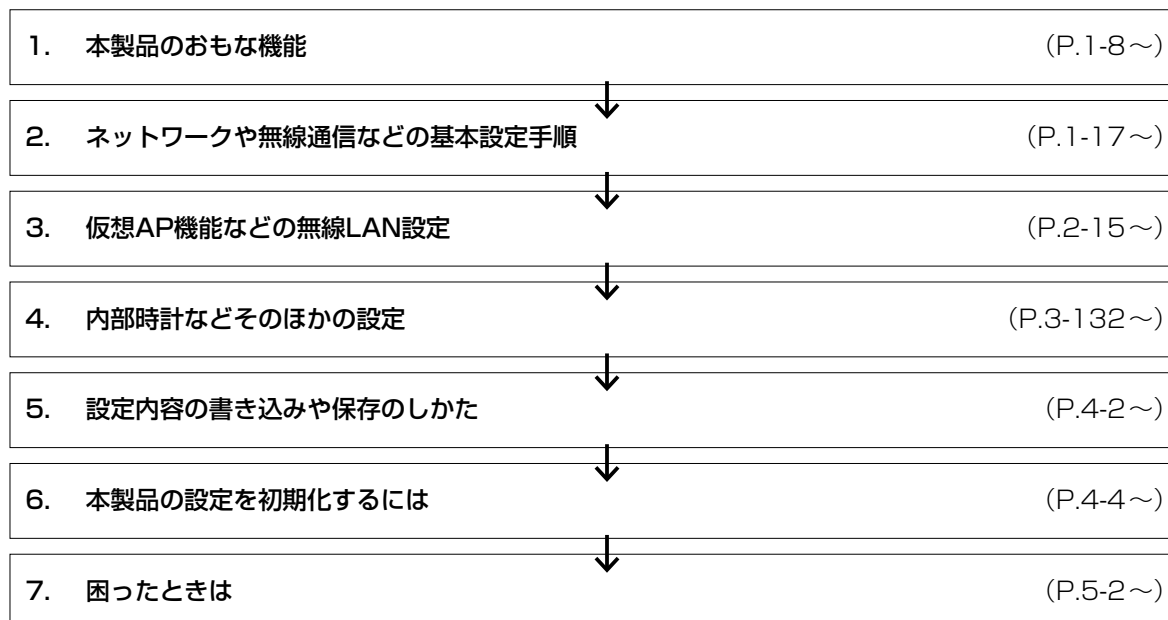 1. 本製品のおもな機能 （P.1-8～）
2. ネットワークや無線通信などの基本設定手順 （P.1-17～）
3. 仮想AP機能などの無線LAN設定 （P.2-15～）
4. 内部時計などそのほかの設定 （P.3-132～）
5. 設定内容の書き込みや保存のしかた （P.4-2～）
6. 本製品の設定を初期化するには （P.4-4～）
7. 困ったときは （P.5-2～）